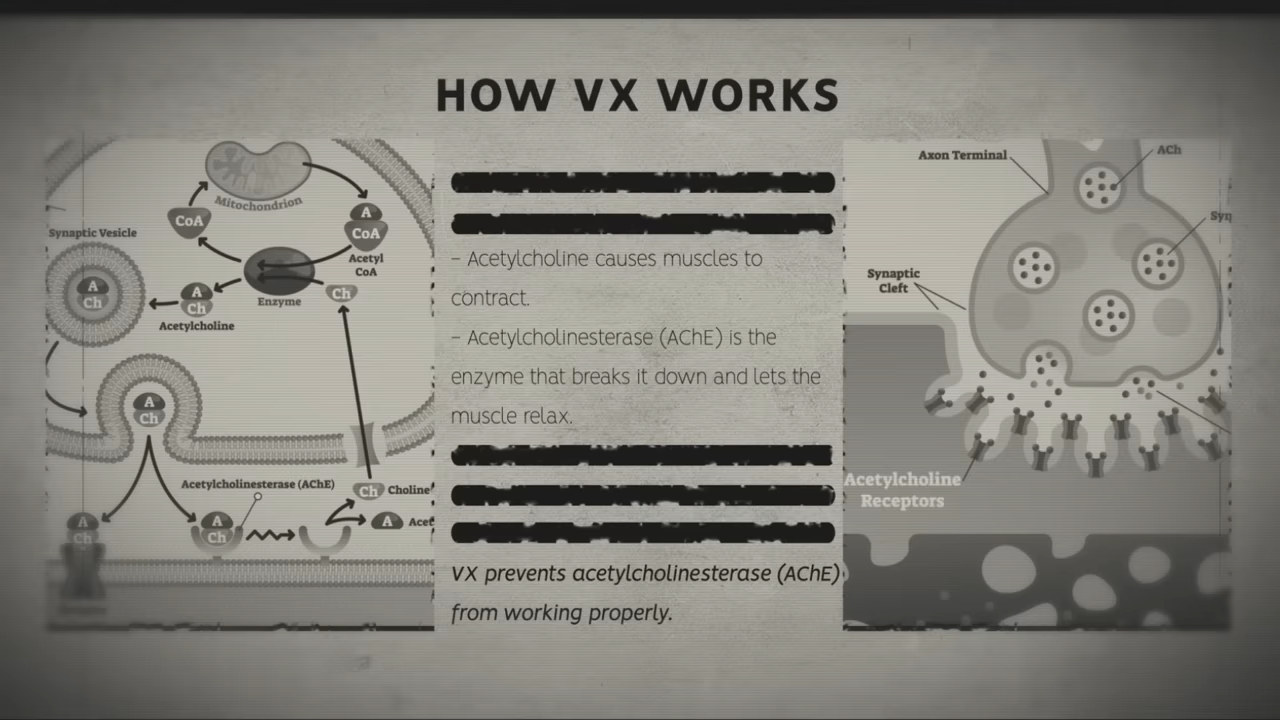 HOW VX WORKS
Mitochondrion
CoA
A
CoA
Acetyl
CoA
Synaptic Vesicle
A
Ch
A
Ch
Acetylcholine
Enzyme
Ch
A
Ch
Acetylcholinesterase (AChE)
Ch
Choline
A
Ch
A
Ch
A
– Acetylcholine causes muscles to
contract.
– Acetylcholinesterase (AChE) is the
enzyme that breaks it down and lets the
muscle relax.
VX prevents acetylcholinesterase (AChE)
from working properly.
Axon Terminal
ACh
Syn
Synaptic
Cleft
Acetylcholine
Receptors